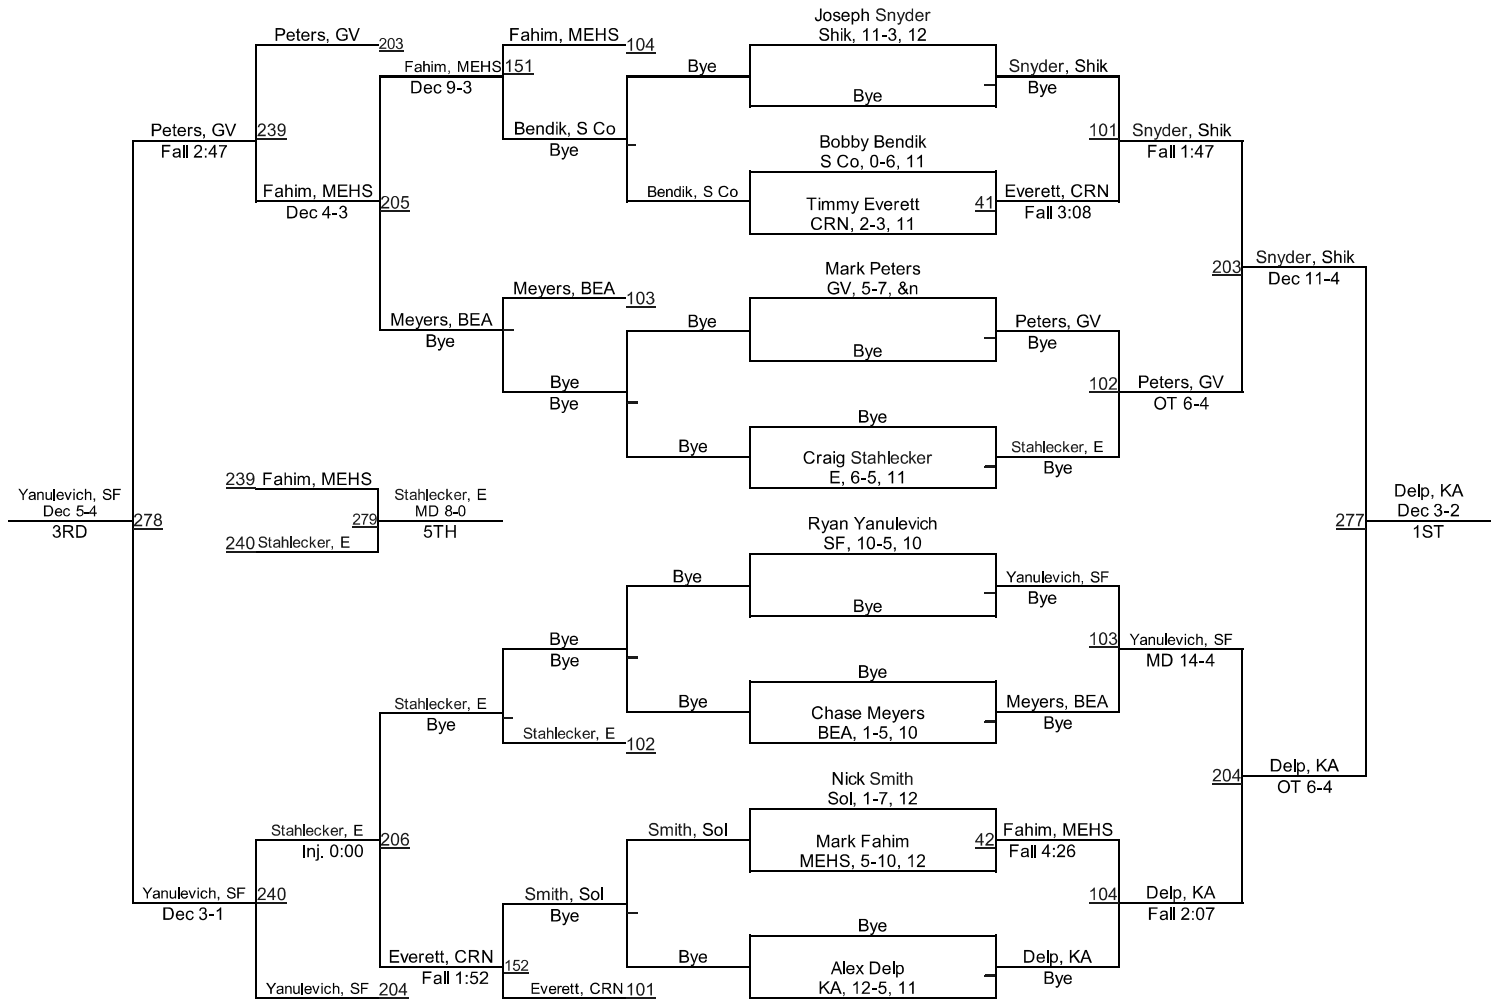 Joseph Snyder
Shik, 11-3, 12
Peters, GV
203
Fahim, MEHS
104
Fahim, MEHS
151
Dec 9-3
Bye
Bye
Snyder, Shik
Bye
Peters, GV
239
Fall 2:47
Bendik, S Co
Bye
Bobby Bendik
S Co, 0-6, 11
101
Snyder, Shik
Fall 1:47
Fahim, MEHS
205
Dec 4-3
Bendik, S Co
Timmy Everett
CRN, 2-3, 11
41
Everett, CRN
Fall 3:08
Mark Peters
GV, 5-7, &n
203
Snyder, Shik
Dec 11-4
Meyers, BEA
103
Meyers, BEA
Bye
Bye
Bye
Peters, GV
Bye
Bye
Bye
102
Peters, GV
OT 6-4
Bye
Bye
Craig Stahlecker
E, 6-5, 11
Stahlecker, E
Bye
239
Fahim, MEHS
Yanulevich, SF
Dec 5-4
3RD
278
279
Stahlecker, E
MD 8-0
5TH
240
Stahlecker, E
277
Delp, KA
Dec 3-2
1ST
Ryan Yanulevich
SF, 10-5, 10
Bye
Bye
Yanulevich, SF
Bye
Bye
Bye
103
Yanulevich, SF
MD 14-4
Stahlecker, E
Bye
Bye
Bye
Chase Meyers
BEA, 1-5, 10
Meyers, BEA
Bye
Stahlecker, E
102
Nick Smith
Sol, 1-7, 12
204
Delp, KA
OT 6-4
Stahlecker, E
206
Inj. 0:00
Smith, Sol
Mark Fahim
MEHS, 5-10, 12
42
Fahim, MEHS
Fall 4:26
Yanulevich, SF
240
Dec 3-1
Smith, Sol
Bye
104
Delp, KA
Fall 2:07
Everett, CRN
152
Fall 1:52
Bye
Bye
Alex Delp
KA, 12-5, 11
Delp, KA
Bye
Yanulevich, SF
204
Everett, CRN
101